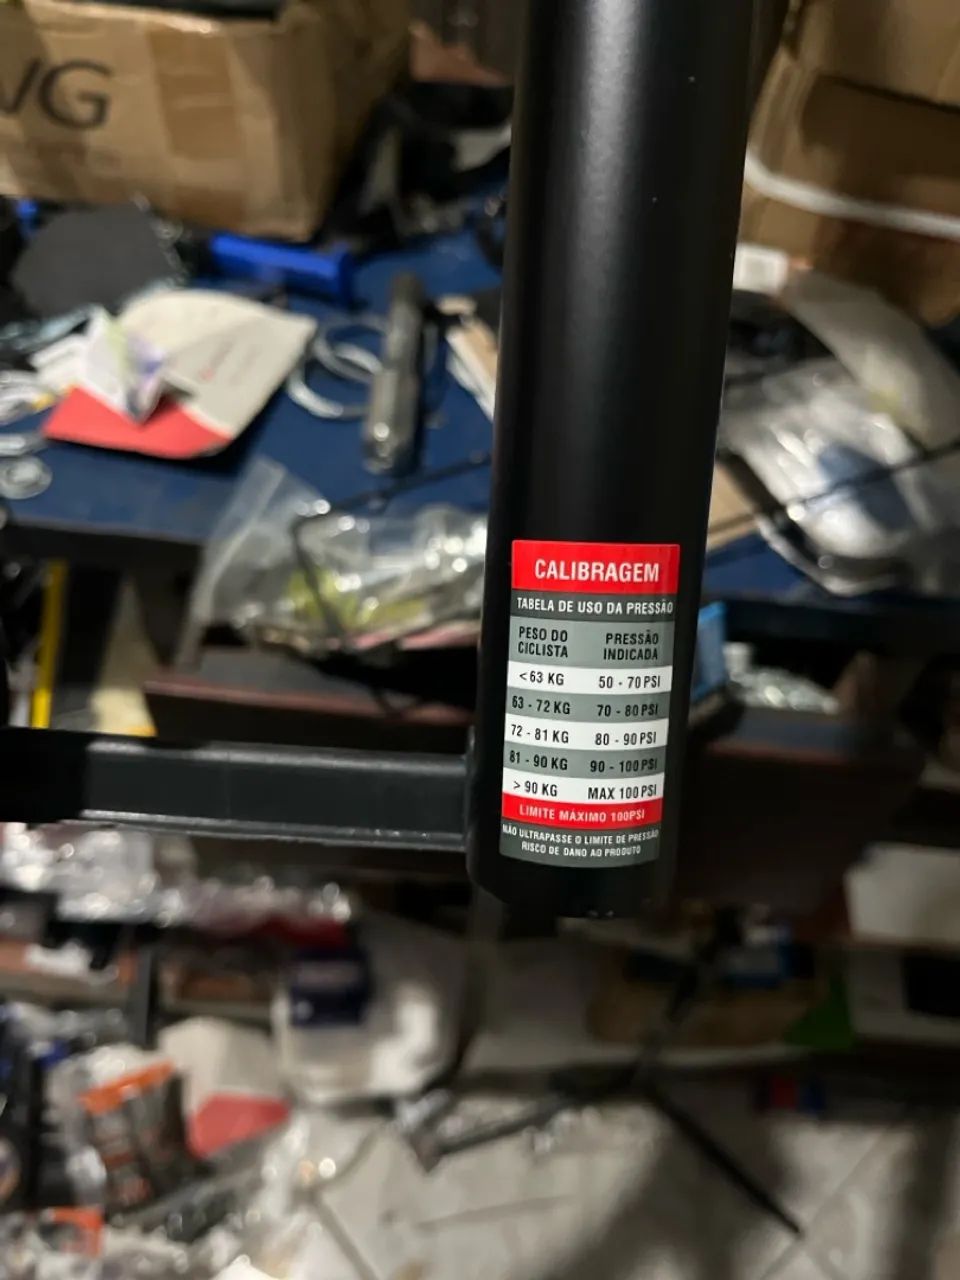 VG
CALIBRAGEM
TABELA DE USO DA PRESSÃO
PESO DO CICLISTA PRESSÃO INDICADA
<63 KG 50 - 70 PSI
63 - 72 KG 70 - 80 PSI
72 - 81 KG 80 - 90 PSI
81 - 90 KG 90 - 100 PSI
> 90 KG MAX 100 PSI
LIMITE MÁXIMO 100PSI
NÃO ULTRAPASSE O LIMITE DE PRESSÃO
RISCO DE DANO AO PRODUTO